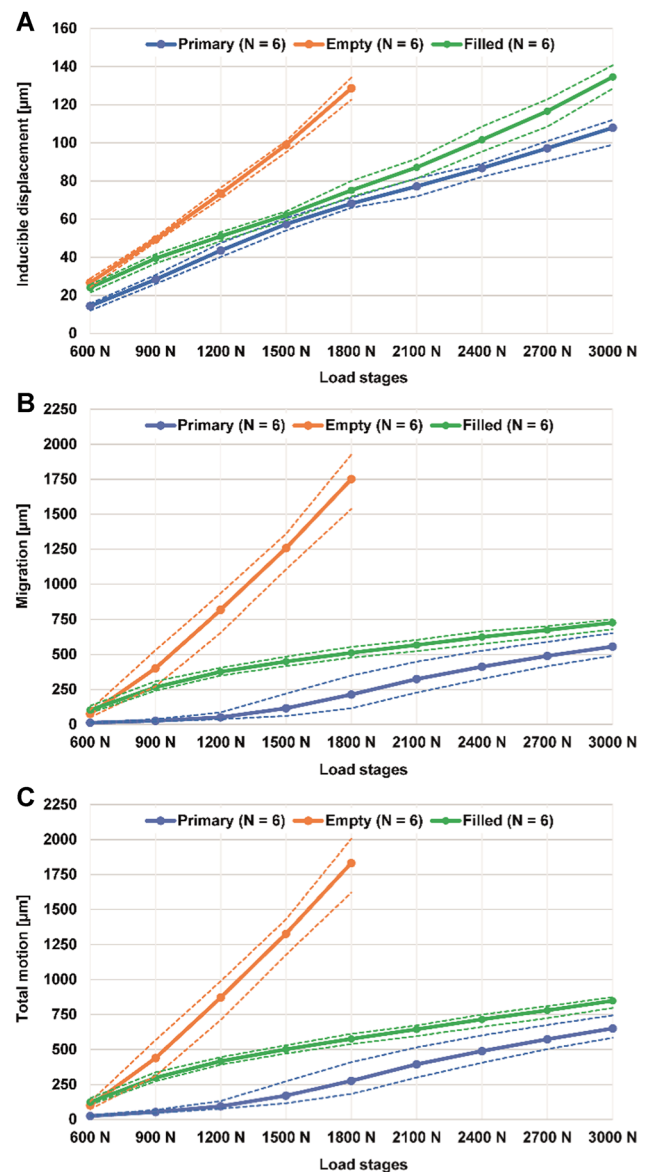 A
160
Primary (N = 6) Empty (N = 6) Filled (N = 6)
140
120
100
80
60
40
20
0
Inducible displacement [µm]
600 N 900 N 1200 N 1500 N 1800 N 2100 N 2400 N 2700 N 3000 N
Load stages
B
2250
Primary (N = 6) Empty (N = 6) Filled (N = 6)
2000
1750
1500
1250
1000
750
500
250
0
Migration [µm]
600 N 900 N 1200 N 1500 N 1800 N 2100 N 2400 N 2700 N 3000 N
Load stages
C
2250
Primary (N = 6) Empty (N = 6) Filled (N = 6)
2000
1750
1500
1250
1000
750
500
250
0
Total motion [µm]
600 N 900 N 1200 N 1500 N 1800 N 2100 N 2400 N 2700 N 3000 N
Load stages